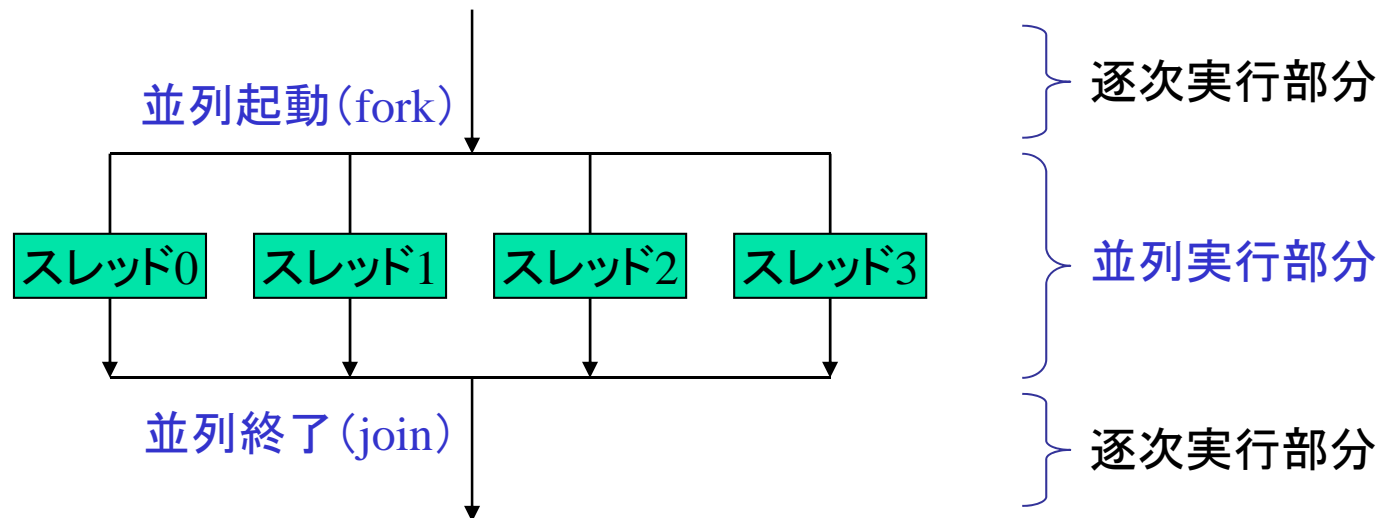 逐次実行部分
並列起動(fork)
スレッド0 スレッド1 スレッド2 スレッド3
並列実行部分
並列終了(join)
逐次実行部分